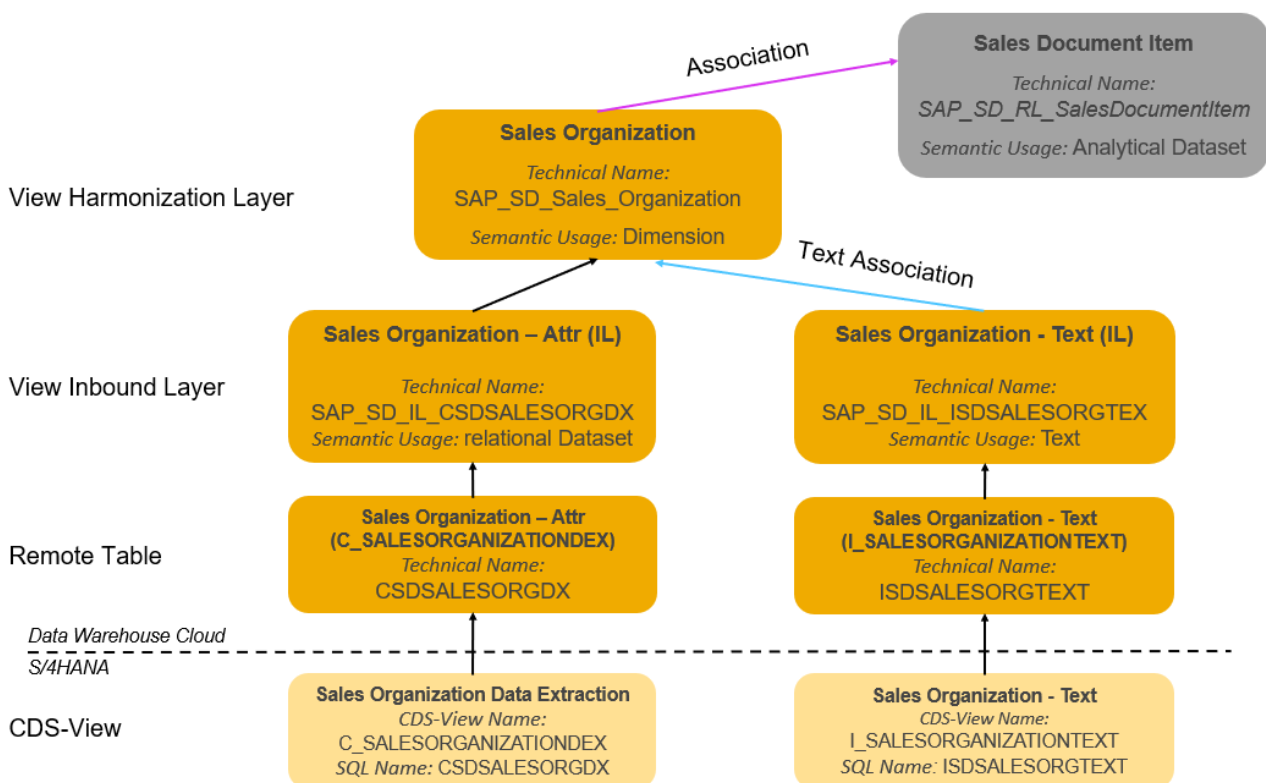 Sales Document Item
Technical Name:
SAP_SD_RL_SalesDocumentItem
Semantic Usage: Analytical Dataset
Association
Sales Organization
Technical Name:
SAP_SD_Sales_Organization
Semantic Usage: Dimension
View Harmonization Layer
Text Association
Sales Organization – Attr (IL)
Technical Name:
SAP_SD_IL_CSDSALESORGDX
Semantic Usage: relational Dataset
Sales Organization - Text (IL)
Technical Name:
SAP_SD_IL_ISDSALESORGTEX
Semantic Usage: Text
View Inbound Layer
Sales Organization – Attr
(C_SALESORGANIZATIONDEX)
Technical Name:
CSDSALESORGDX
Sales Organization - Text
(I_SALESORGANIZATIONTEXT)
Technical Name:
ISDSALESORGTEXT
Remote Table
Data Warehouse Cloud
S/4HANA
Sales Organization Data Extraction
CDS-View Name:
C_SALESORGANIZATIONDEX
SQL Name: CSDSALESORGDX
Sales Organization - Text
CDS-View Name:
I_SALESORGANIZATIONTEXT
SQL Name: ISDSALESORGTEXT
CDS-View